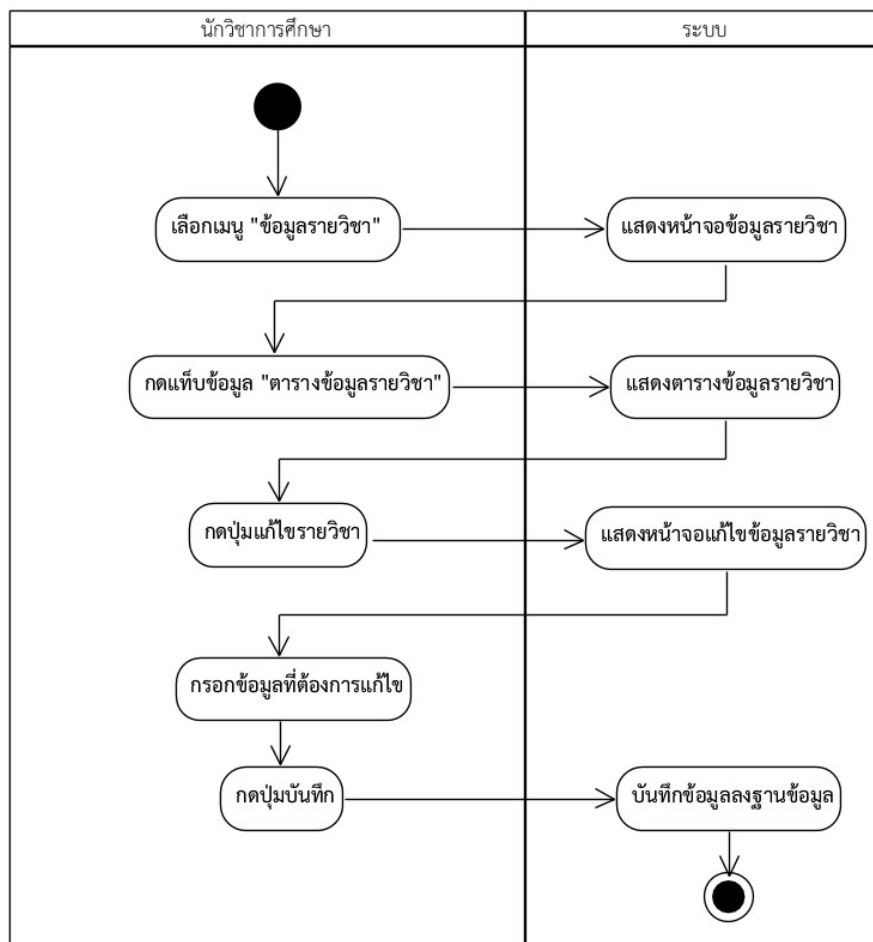 นักวิชาการศึกษา
ระบบ
เลือกเมนู "ข้อมูลรายวิชา"
แสดงหน้าจอข้อมูลรายวิชา
กดแท็บข้อมูล "ตารางข้อมูลรายวิชา"
แสดงตารางข้อมูลรายวิชา
กดปุ่มแก้ไขรายวิชา
แสดงหน้าจอแก้ไขข้อมูลรายวิชา
กรอกข้อมูลที่ต้องการแก้ไข
กดปุ่มบันทึก
บันทึกข้อมูลลงฐานข้อมูล